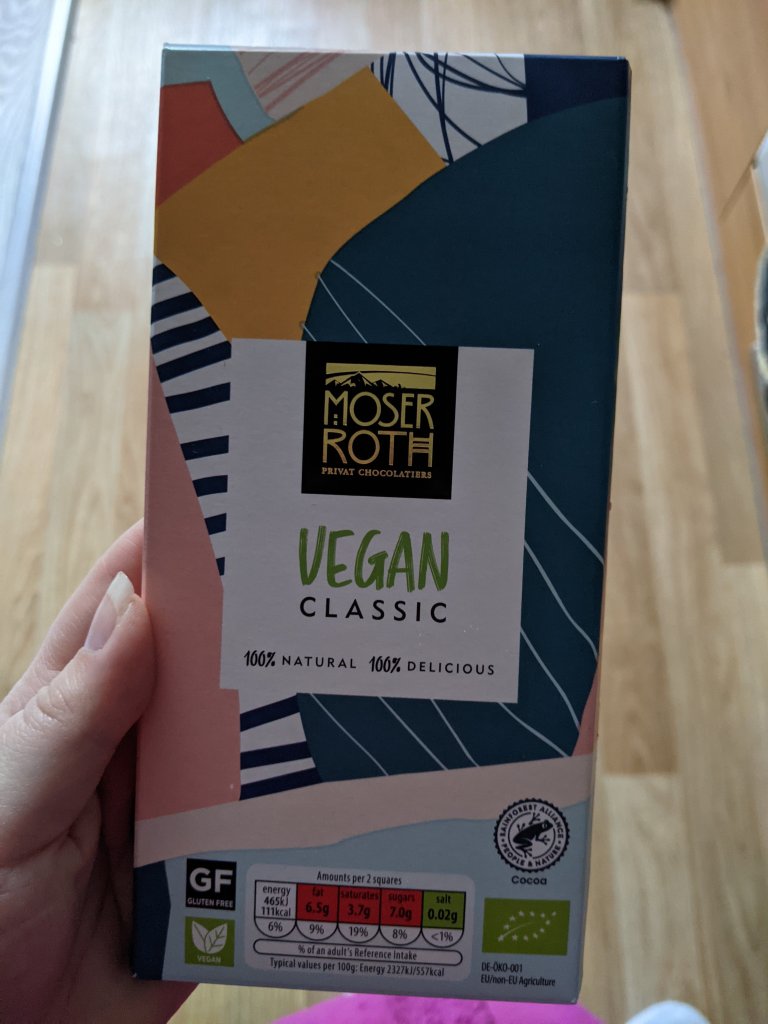 MOSER
ROTH
PRIVAT CHOCOLATIERS
VEGAN
CLASSIC
100% NATURAL 100% DELICIOUS
RAINFOREST ALLIANCE
PEOPLE & NATURE
Cocoa
GF
GLUTEN FREE
VEGAN
Amounts per 2 squares
energy fat saturates sugars salt
465kJ 6.5g 3.7g 7.0g 0.02g
111kcal
6% 9% 19% 8% <1%
% of an adult's Reference Intake
Typical values per 100g: Energy 2327kJ/557kcal
DE-ÖKO-001
EU/non-EU Agriculture